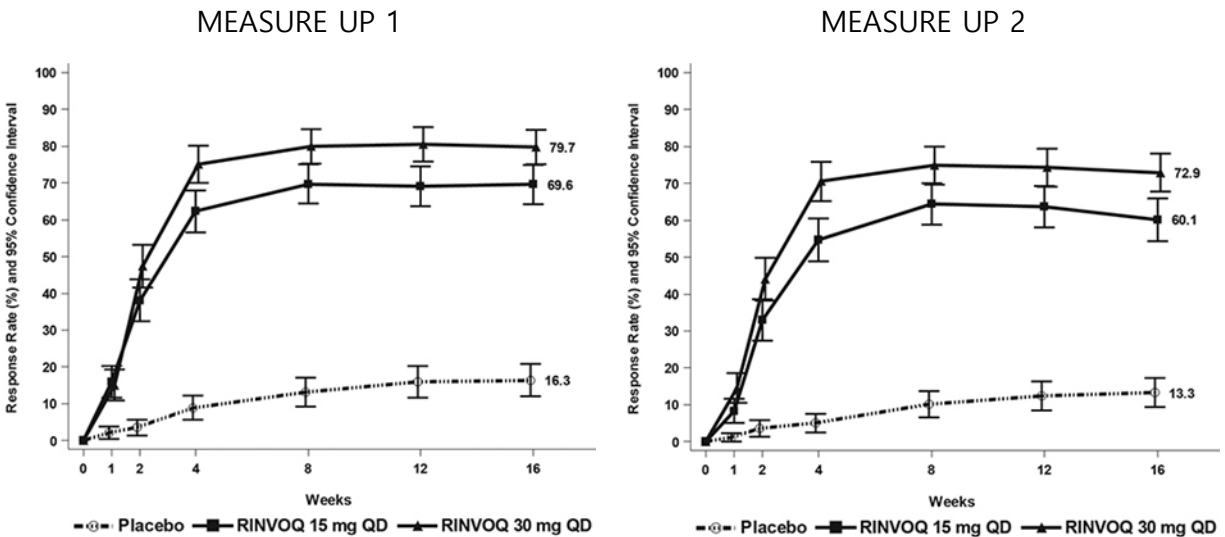 MEASURE UP 1
Response Rate (%) and 95% Confidence Interval
100
90
80
70
60
50
40
30
20
10
0
79.7
69.6
16.3
0 1 2 4 8 12 16
Weeks
Placebo RINVOQ 15 mg QD RINVOQ 30 mg QD
MEASURE UP 2
Response Rate (%) and 95% Confidence Interval
100
90
80
70
60
50
40
30
20
10
0
72.9
60.1
13.3
0 1 2 4 8 12 16
Weeks
Placebo RINVOQ 15 mg QD RINVOQ 30 mg QD